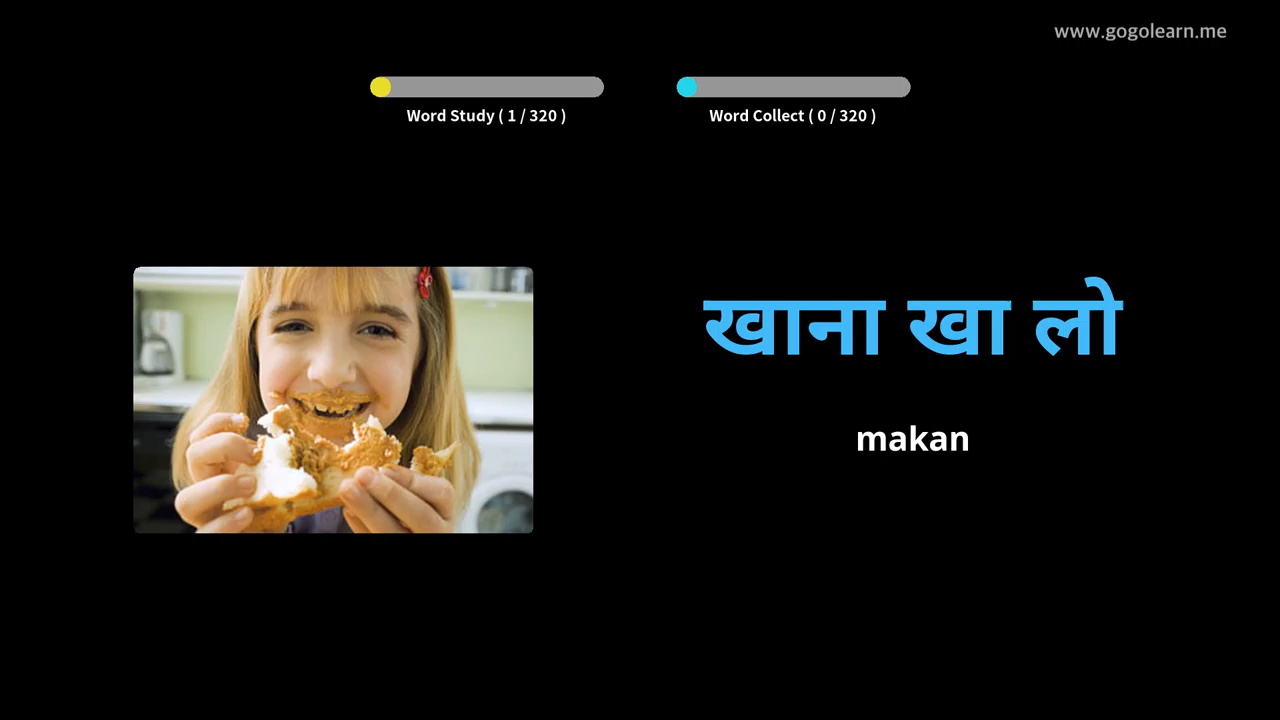 www.gogolearn.me
Word Study ( 1 / 320 )
Word Collect ( 0 / 320 )
खाना खा लो
makan